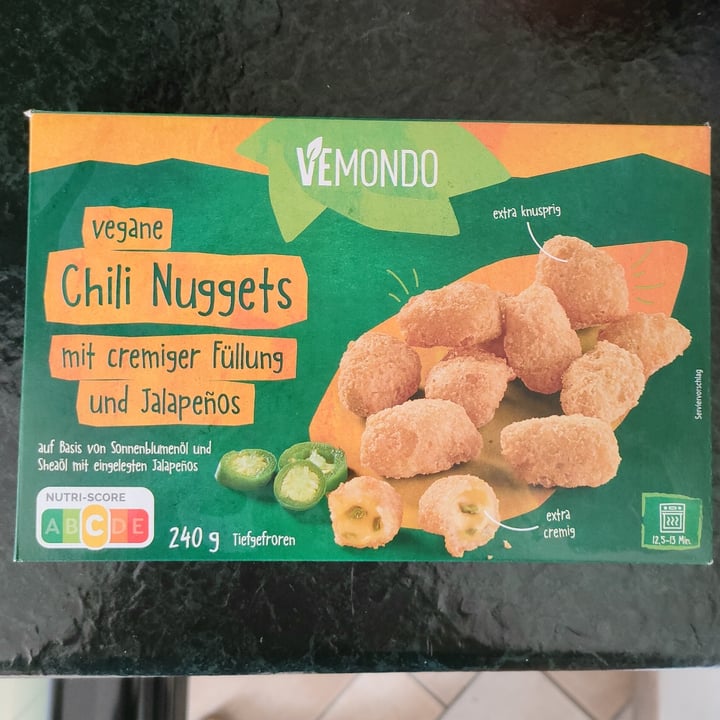 VEMONDO
vegane
Chili Nuggets
mit cremiger Füllung
und Jalapeños
auf Basis von Sonnenblumenöl und
Sheaöl mit eingelegten Jalapeños
NUTRI-SCORE
A B C D E
240 g Tiefgefroren
extra knusprig
extra
cremig
Serviervorschlag
12,5-13 Min.